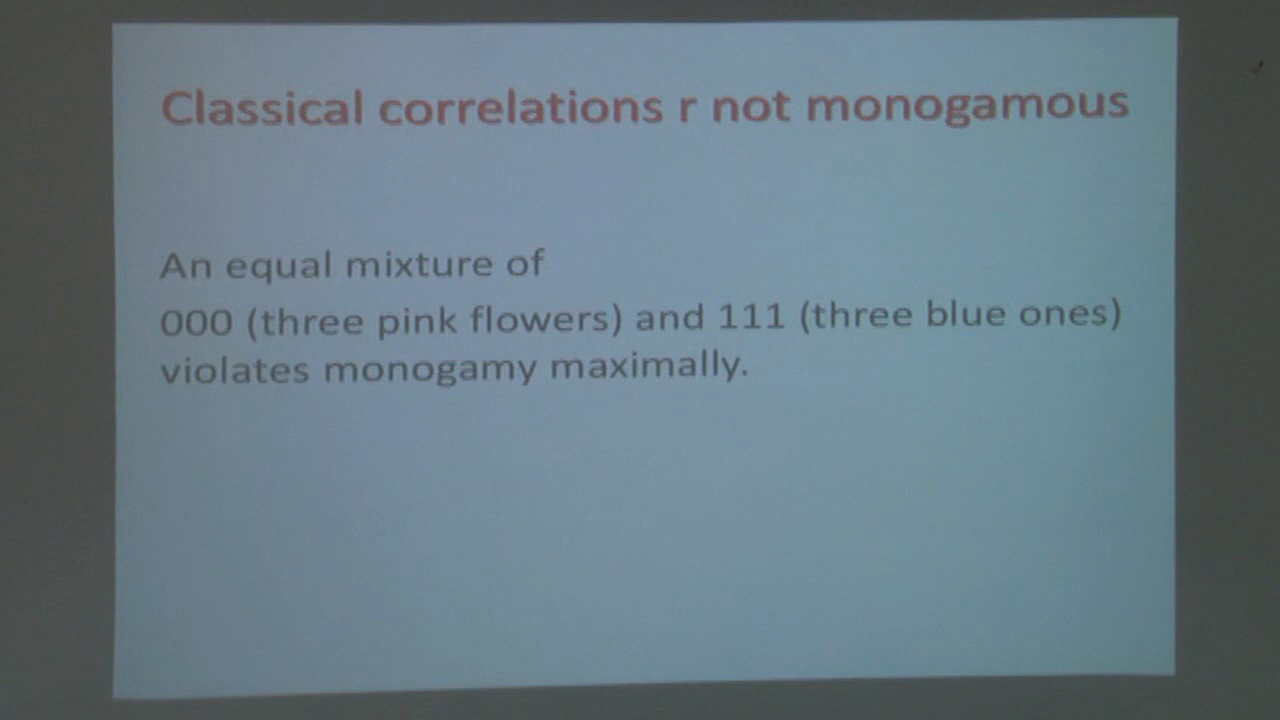 Classical correlations r not monogamous
An equal mixture of
000 (three pink flowers) and 111 (three blue ones)
violates monogamy maximally.